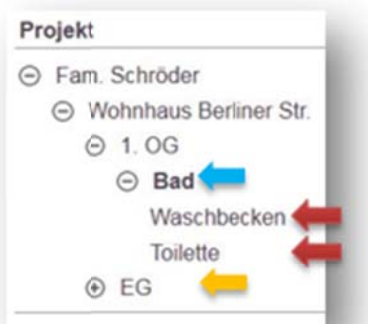 Projekt
Fam. Schröder
Wohnhaus Berliner Str.
1. OG
Bad
Waschbecken
Toilette
EG